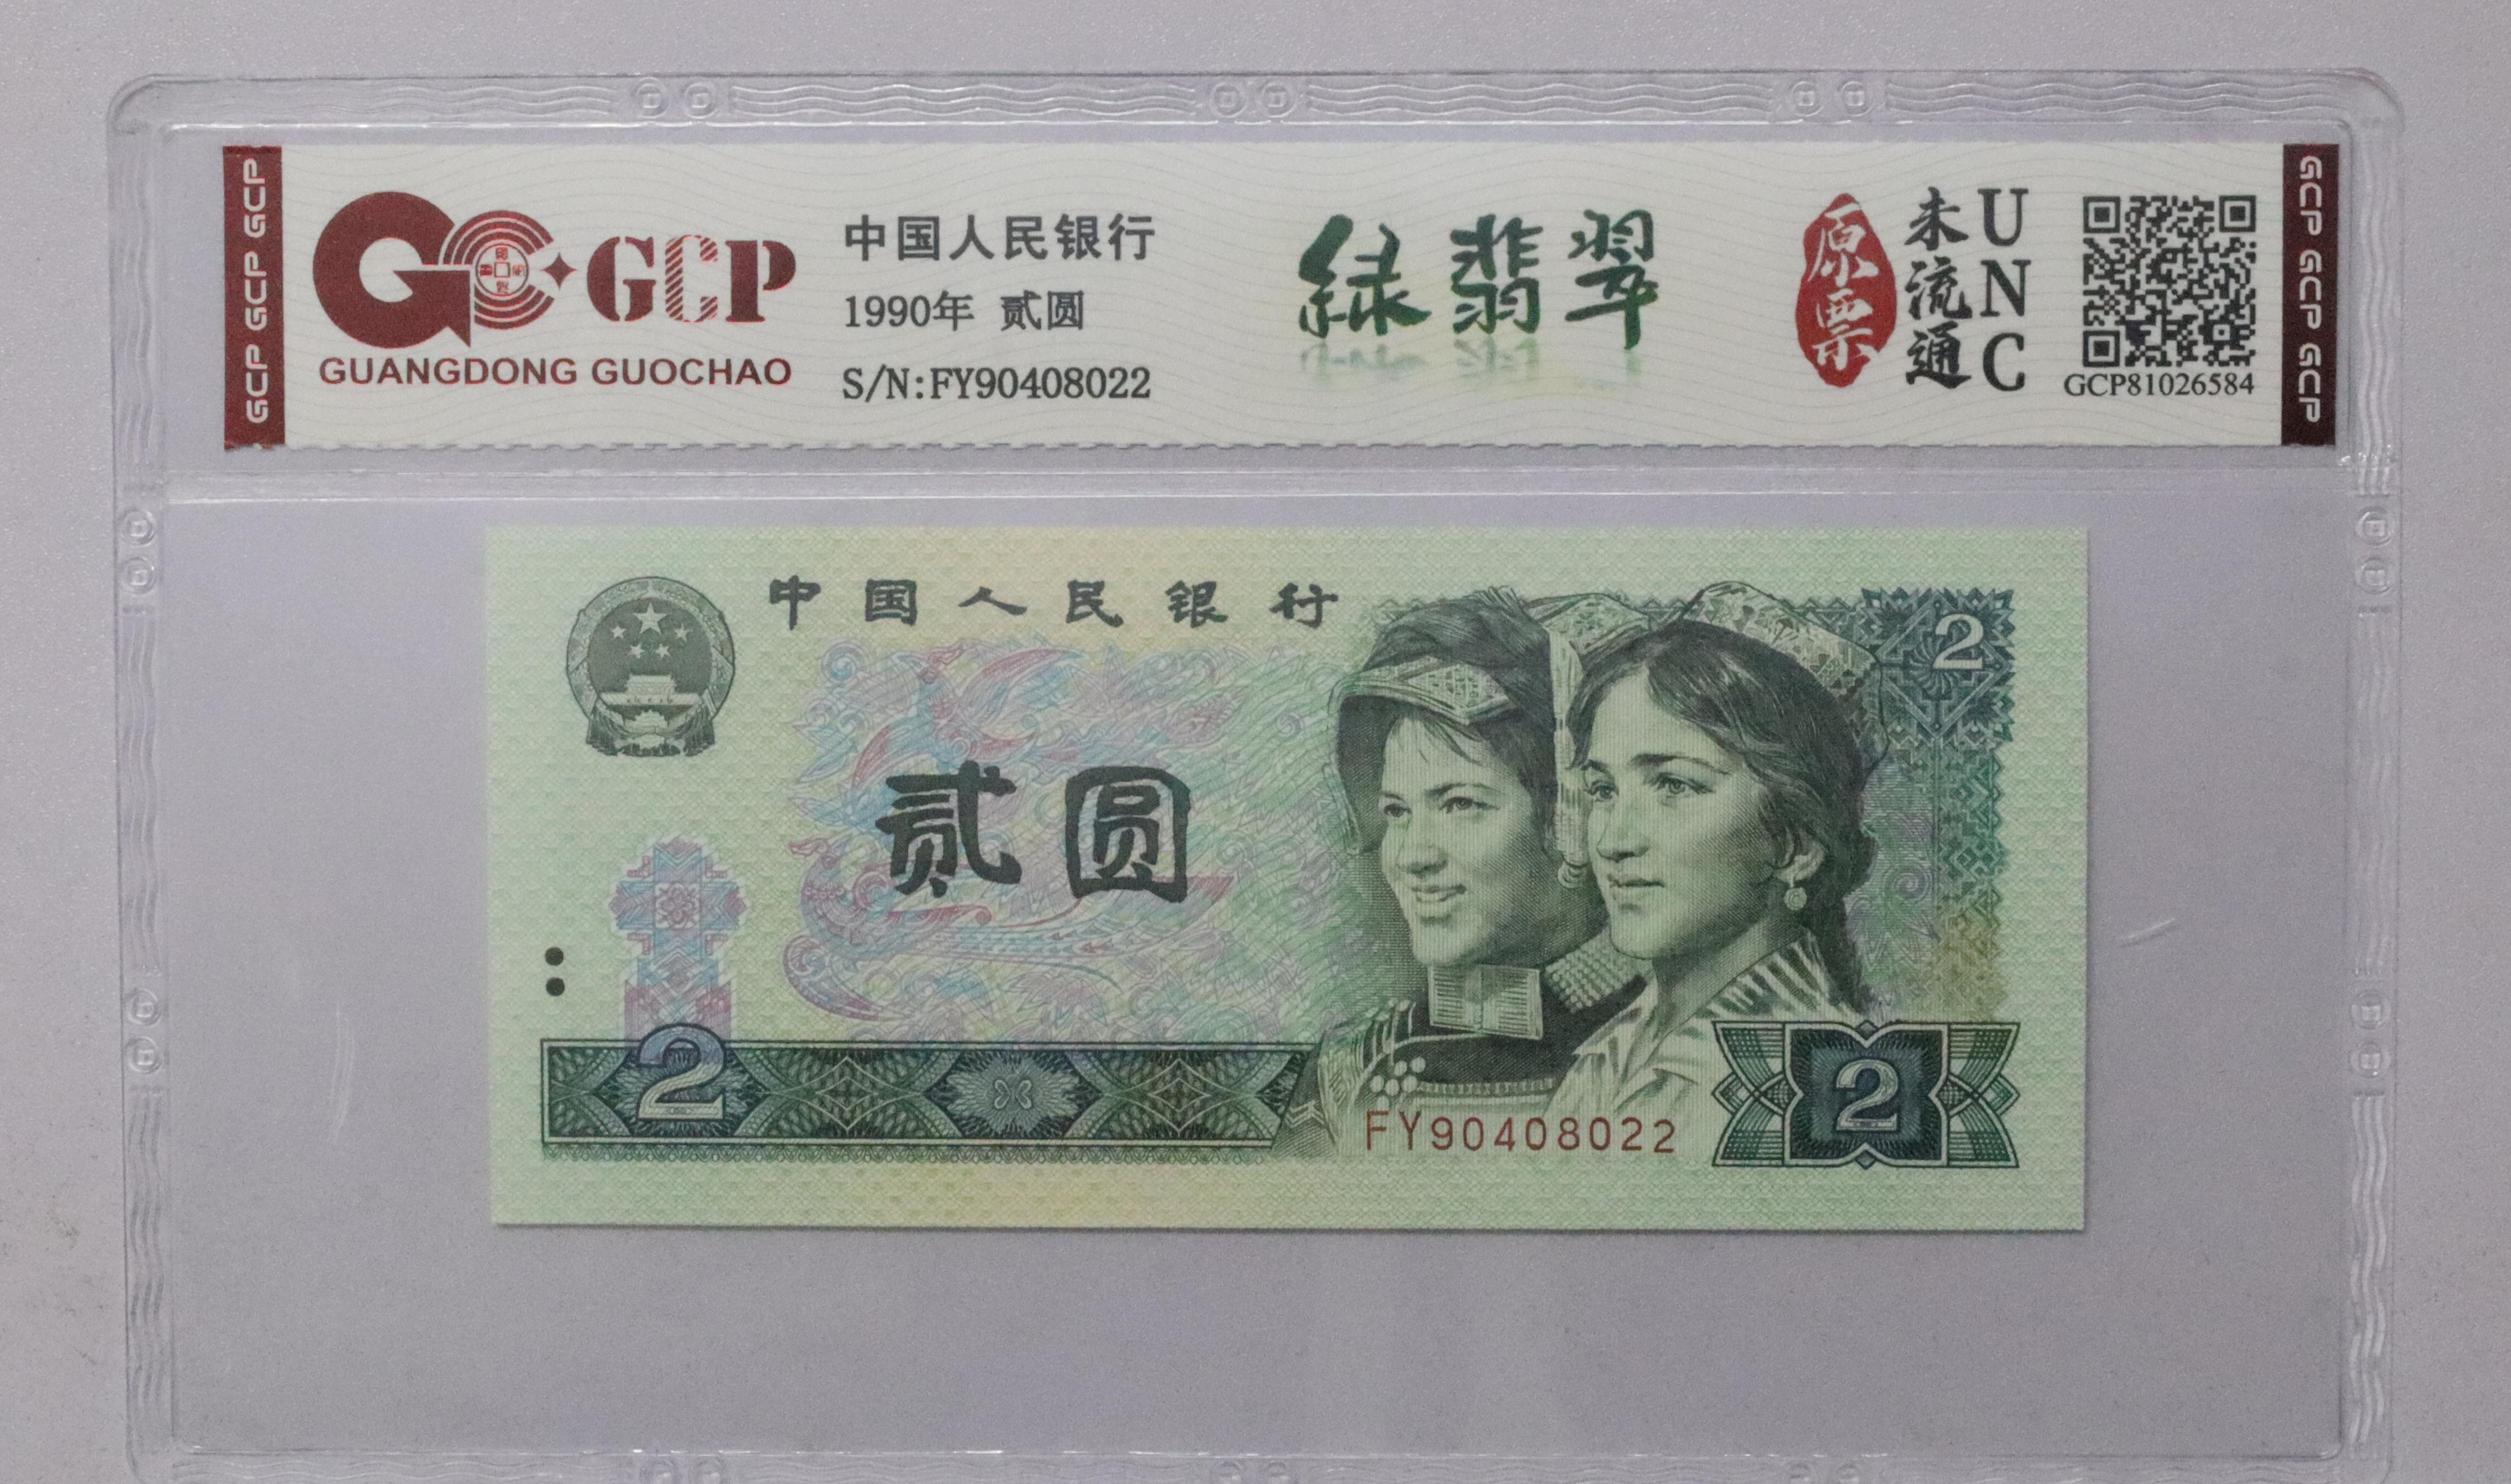 GCP GCP GCP
GCP
GUANGDONG GUOCHAO
中国人民银行
1990年 贰圆
S/N:FY90408022
绿翡翠
原票
未流通
UNC
GCP81026584
GCP GCP GCP
中国人民银行
2
贰圆
2
FY90408022
2